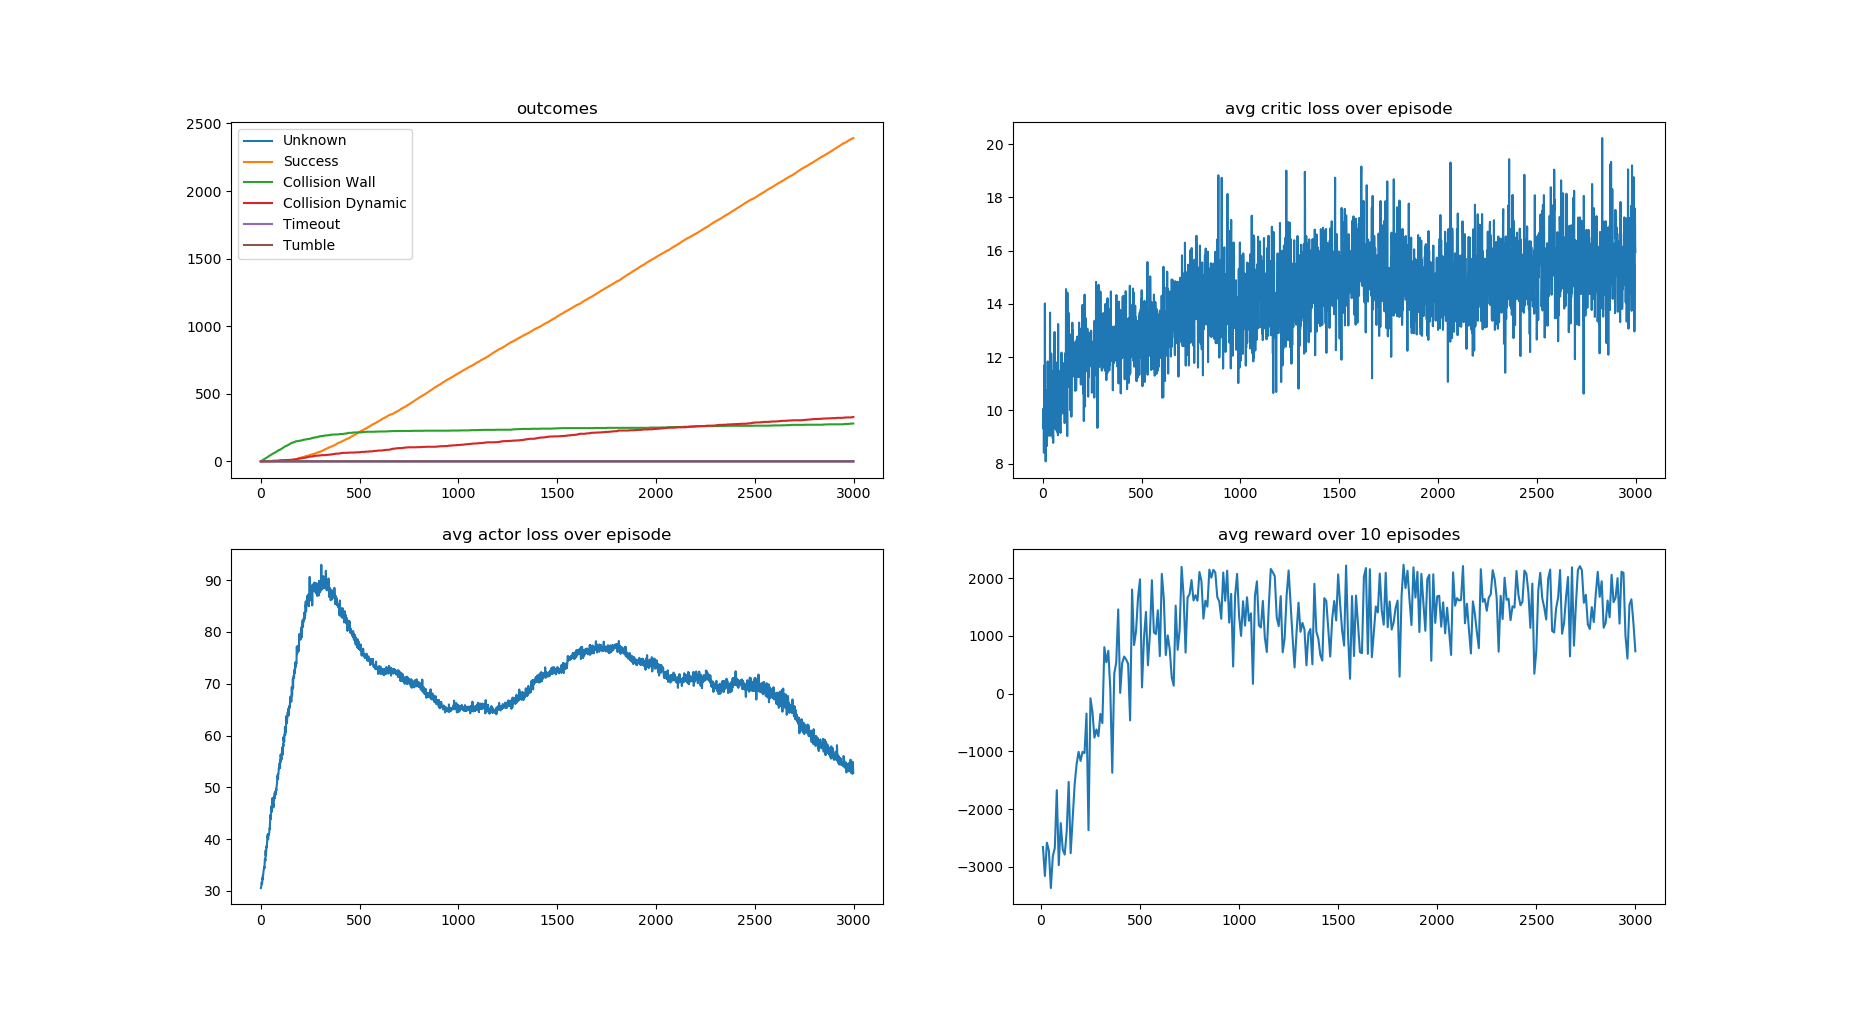 outcomes
2500
2000
1500
1000
500
0
Unknown
Success
Collision Wall
Collision Dynamic
Timeout
Tumble
0 500 1000 1500 2000 2500 3000
avg critic loss over episode
20
18
16
14
12
10
8
0 500 1000 1500 2000 2500 3000
avg actor loss over episode
90
80
70
60
50
40
30
0 500 1000 1500 2000 2500 3000
avg reward over 10 episodes
2000
1000
0
−1000
−2000
−3000
0 500 1000 1500 2000 2500 3000